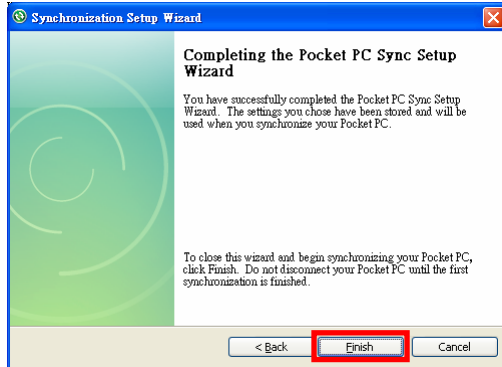 Synchronization Setup Wizard
Completing the Pocket PC Sync Setup
Wizard
You have successfully completed the Pocket PC Sync Setup
Wizard. The settings you chose have been stored and will be
used when you synchronize your Pocket PC.
To close this wizard and begin synchronizing your Pocket PC,
click Finish. Do not disconnect your Pocket PC until the first
synchronization is finished.
< Back Finish Cancel